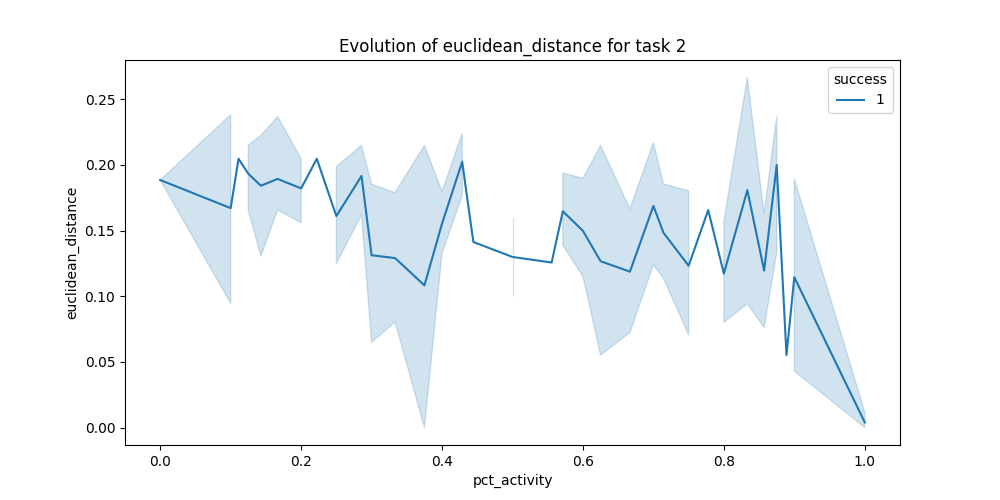 Evolution of euclidean_distance for task 2
success
1
euclidean_distance
0.25
0.20
0.15
0.10
0.05
0.00
0.0 0.2 0.4 0.6 0.8 1.0
pct_activity